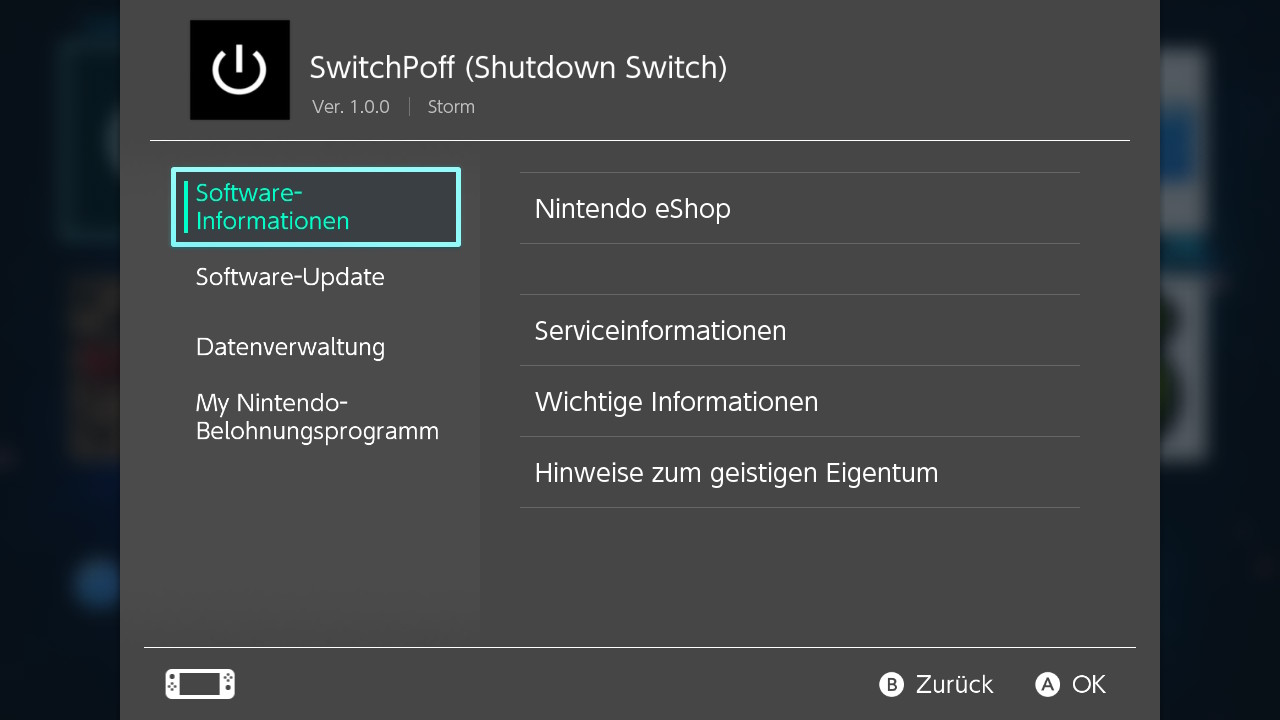 SwitchPoff (Shutdown Switch)
Ver. 1.0.0 | Storm
Software-
Informationen
Software-Update
Datenverwaltung
My Nintendo-
Belohnungsprogramm
Nintendo eShop
Serviceinformationen
Wichtige Informationen
Hinweise zum geistigen Eigentum
B Zurück A OK